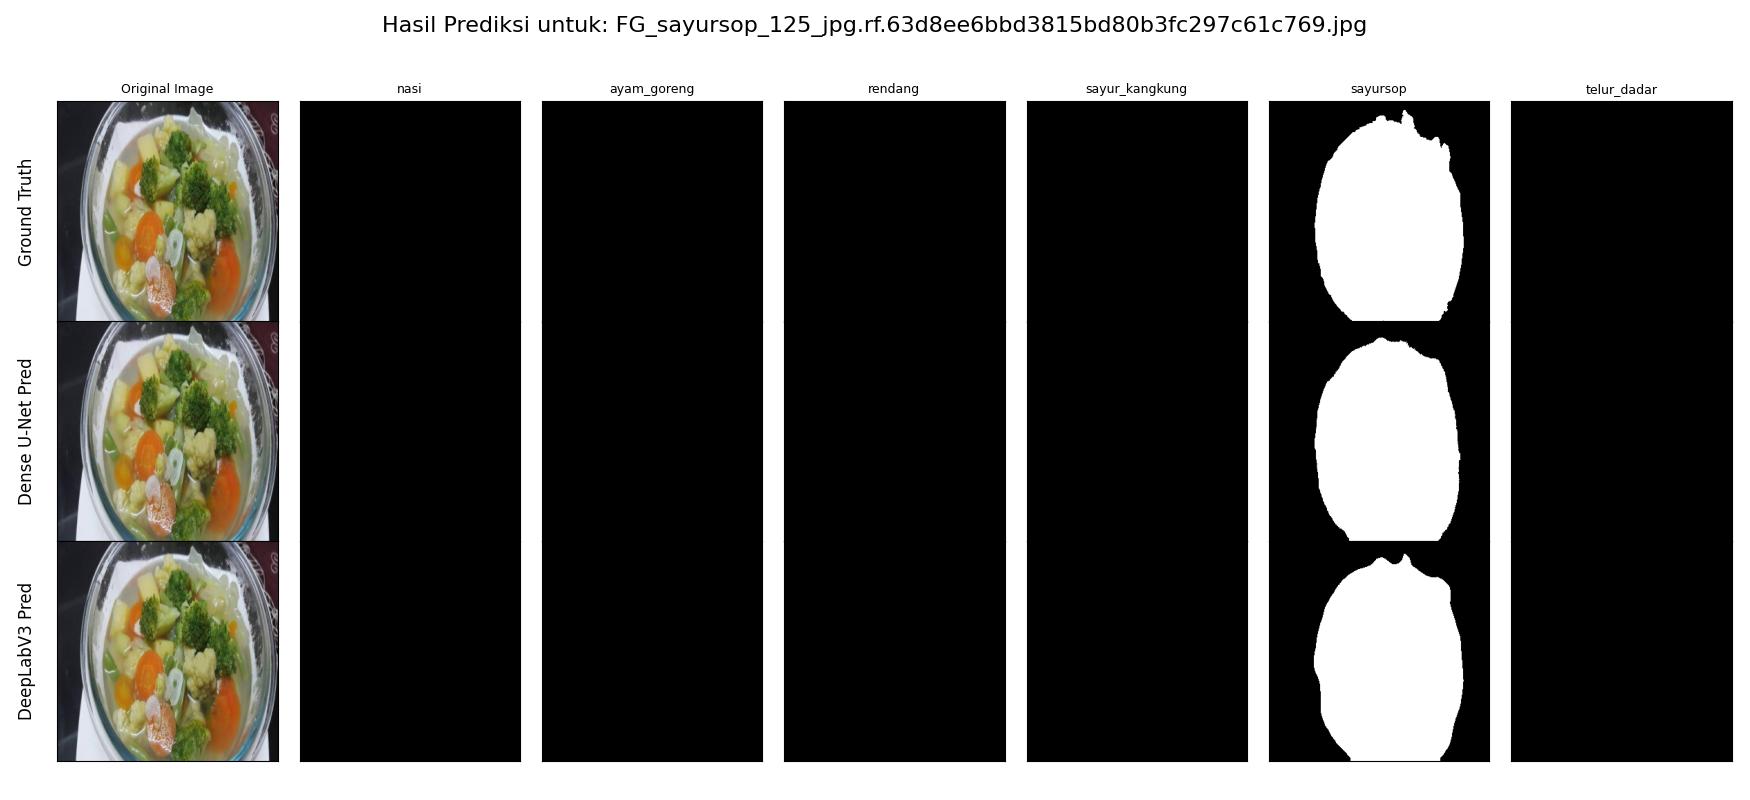 Hasil Prediksi untuk: FG_sayursop_125_jpg.rf.63d8ee6bbd3815bd80b3fc297c61c769.jpg
Original Image
nasi
ayam_goreng
rendang
sayur_kangkung
sayursop
telur_dadar
Ground Truth
Dense U-Net Pred
DeepLabV3 Pred